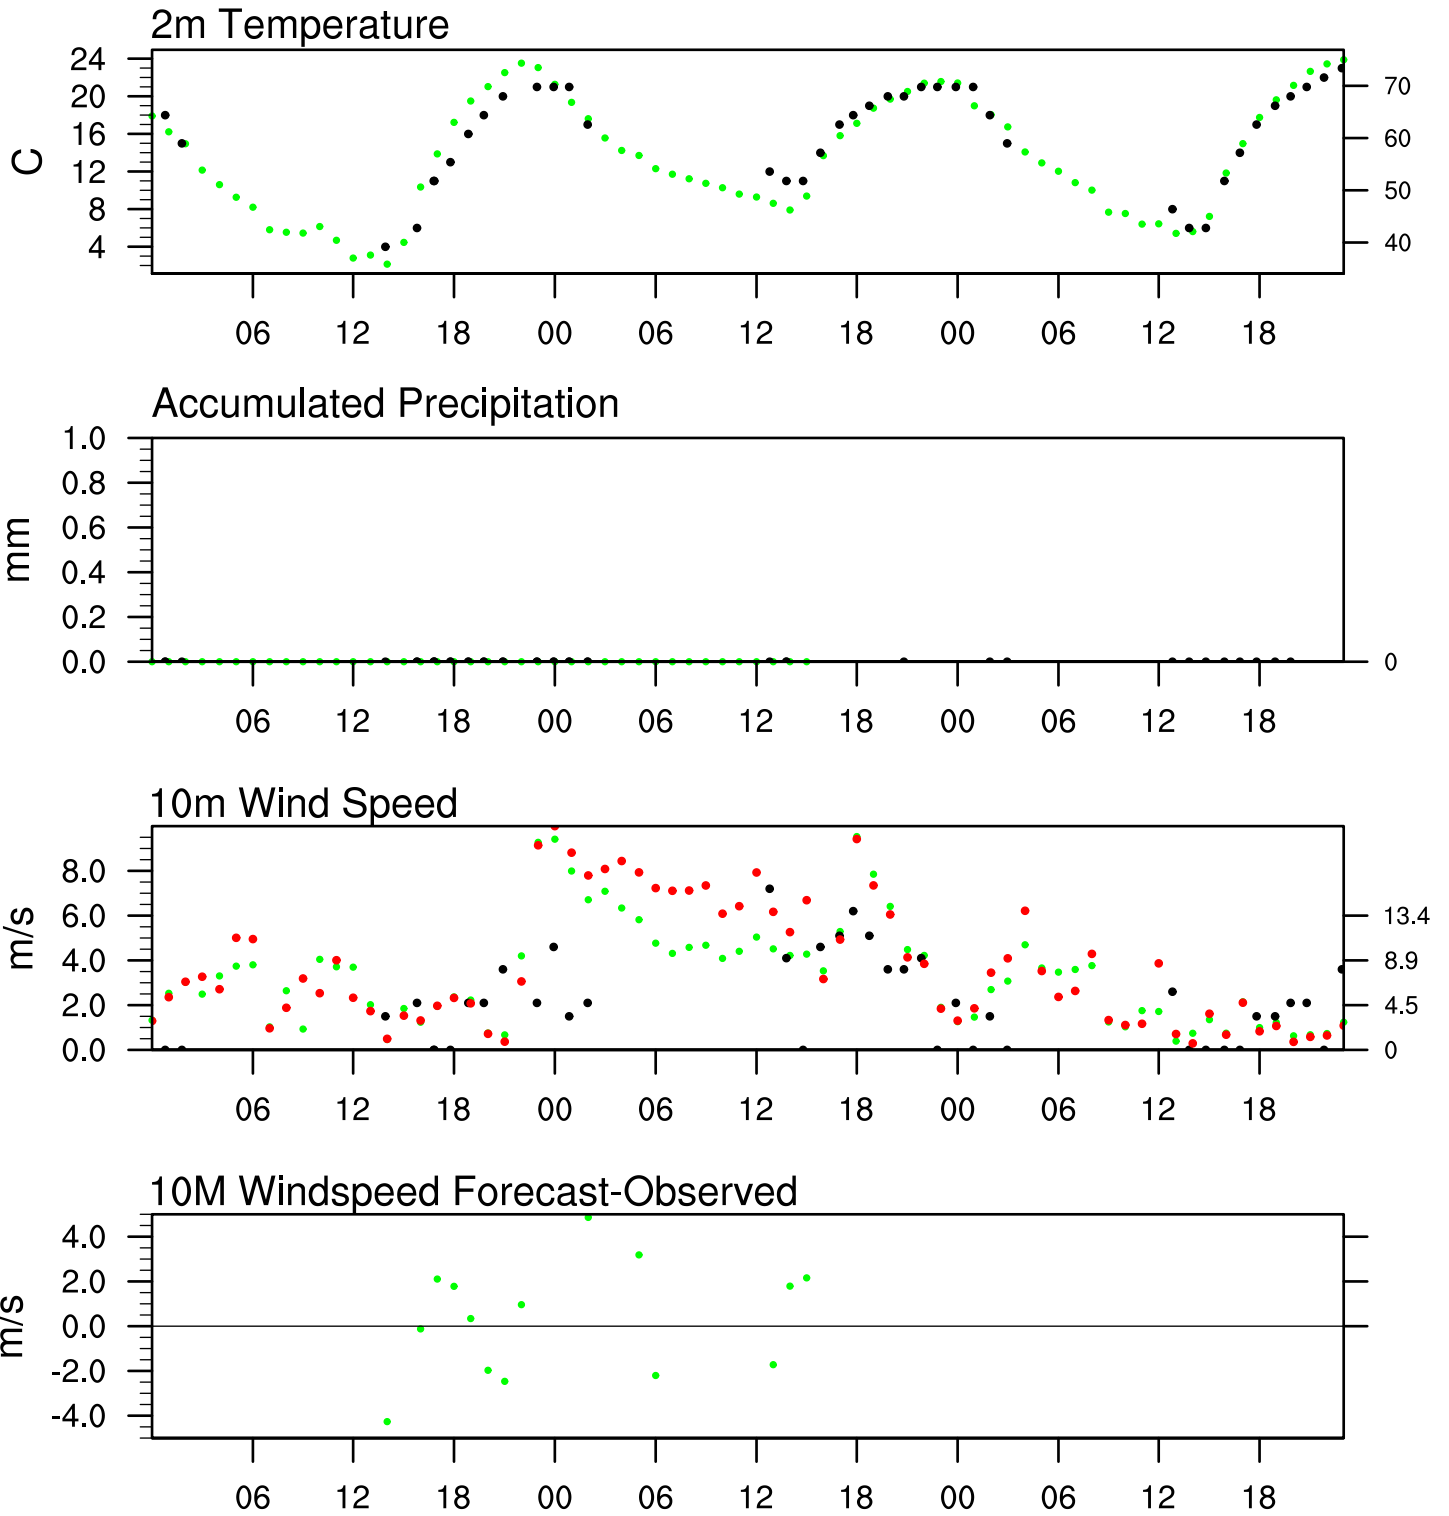 2m Temperature
24
20
16
12
8
4
C
70
60
50
40
06 12 18 00 06 12 18 00 06 12 18
Accumulated Precipitation
1.0
0.8
0.6
0.4
0.2
0.0
mm
0
06 12 18 00 06 12 18 00 06 12 18
10m Wind Speed
8.0
6.0
4.0
2.0
0.0
m/s
13.4
8.9
4.5
0
06 12 18 00 06 12 18 00 06 12 18
10M Windspeed Forecast-Observed
4.0
2.0
0.0
-2.0
-4.0
m/s
06 12 18 00 06 12 18 00 06 12 18